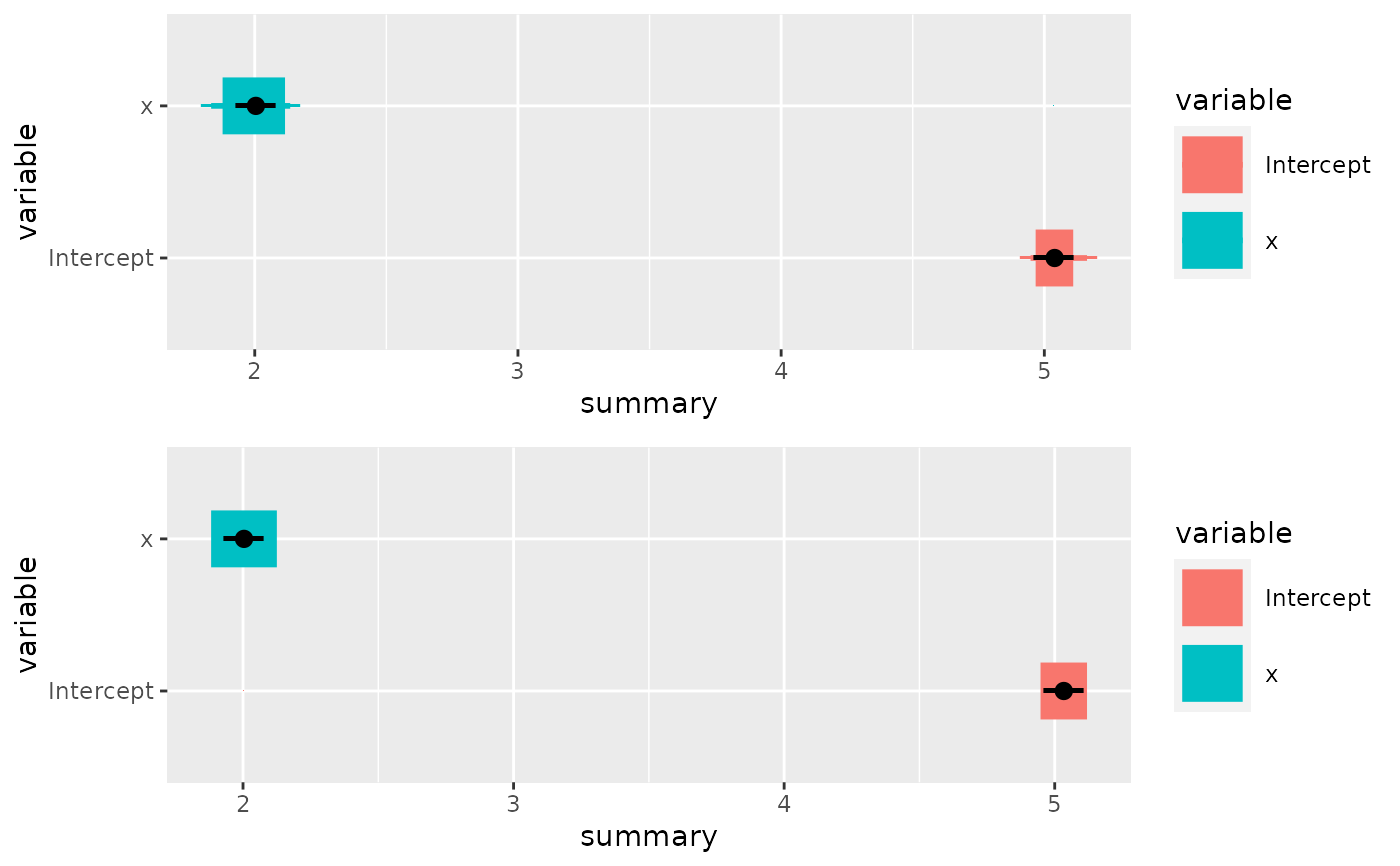 variable
x
Intercept
2 3 4 5
summary
variable
Intercept
x
variable
x
Intercept
2 3 4 5
summary
variable
Intercept
x